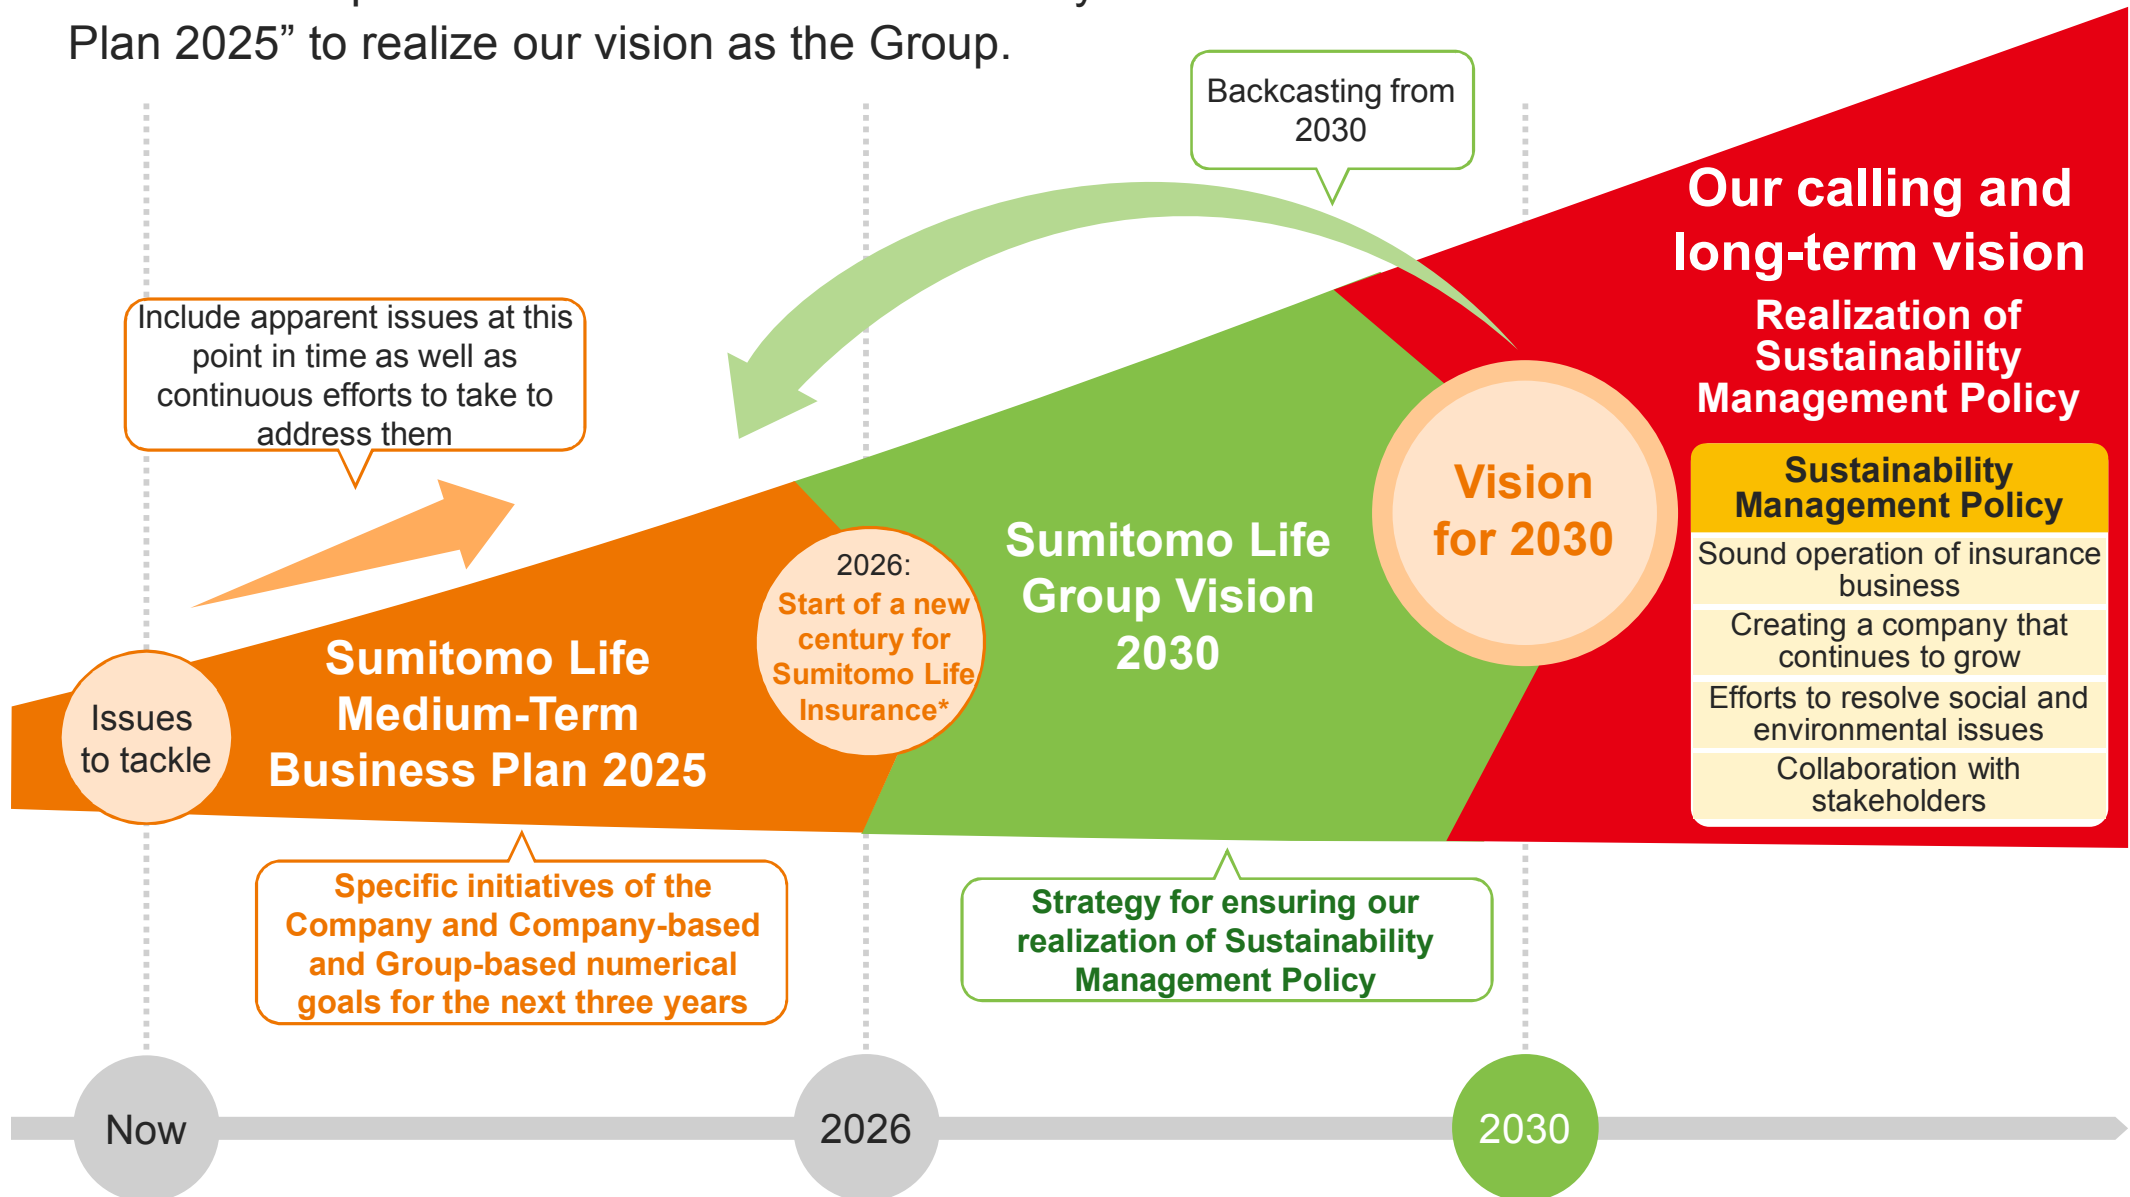 Plan 2025” to realize our vision as the Group.
Backcasting from
2030
Our calling and
long-term vision
Realization of
Sustainability
Management Policy
Include apparent issues at this
point in time as well as
continuous efforts to take to
address them
Sustainability
Management Policy
Sound operation of insurance
business
Creating a company that
continues to grow
Efforts to resolve social and
environmental issues
Collaboration with
stakeholders
Vision
for 2030
Sumitomo Life
Group Vision
2030
2026:
Start of a new
century for
Sumitomo Life
Insurance*
Sumitomo Life
Medium-Term
Business Plan 2025
Issues
to tackle
Specific initiatives of the
Company and Company-based
and Group-based numerical
goals for the next three years
Strategy for ensuring our
realization of Sustainability
Management Policy
Now
2026
2030